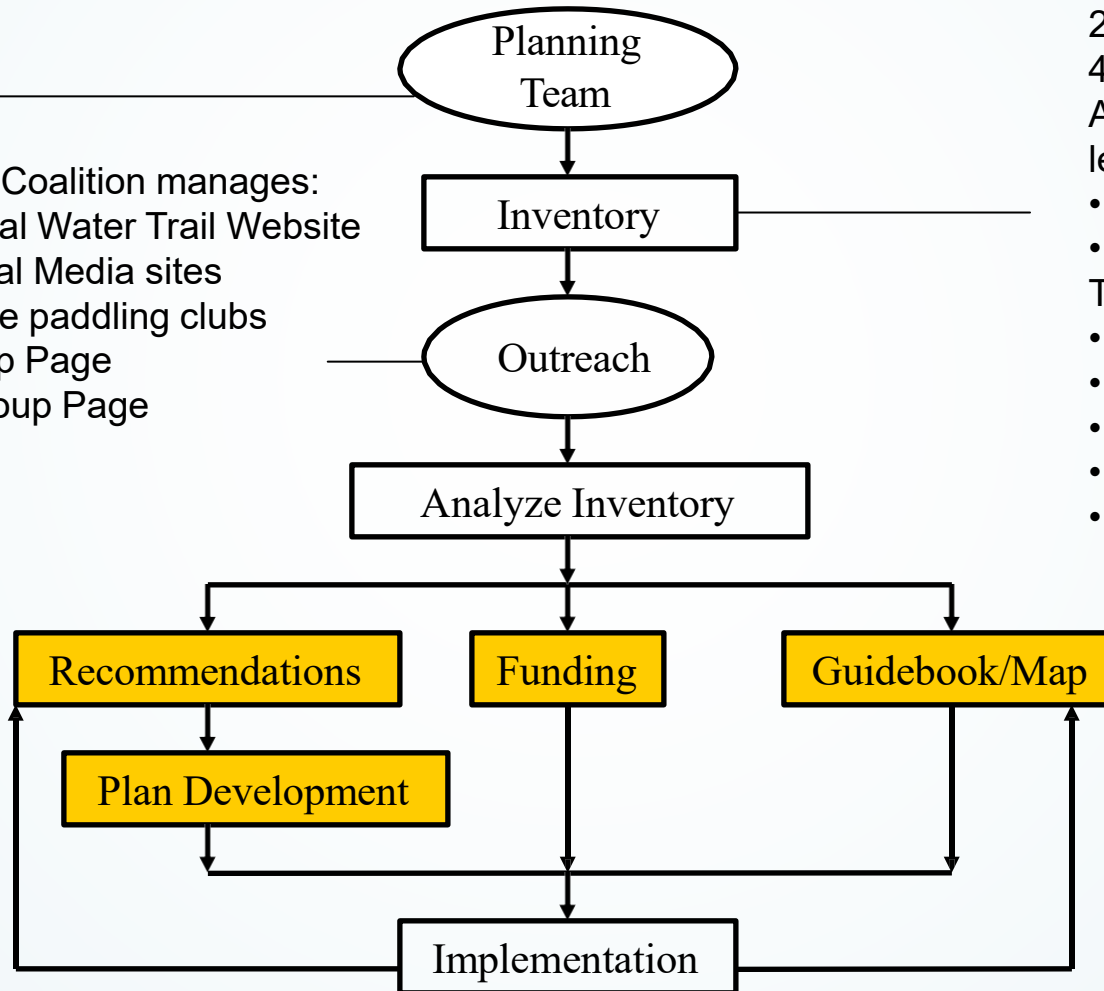 Planning
Team
Coalition manages:
al Water Trail Website
al Media sites
e paddling clubs
p Page
oup Page
Inventory
2
4
A
le
•
•
T
•
•
•
•
•
Outreach
Analyze Inventory
Recommendations
Funding
Guidebook/Map
Plan Development
Implementation